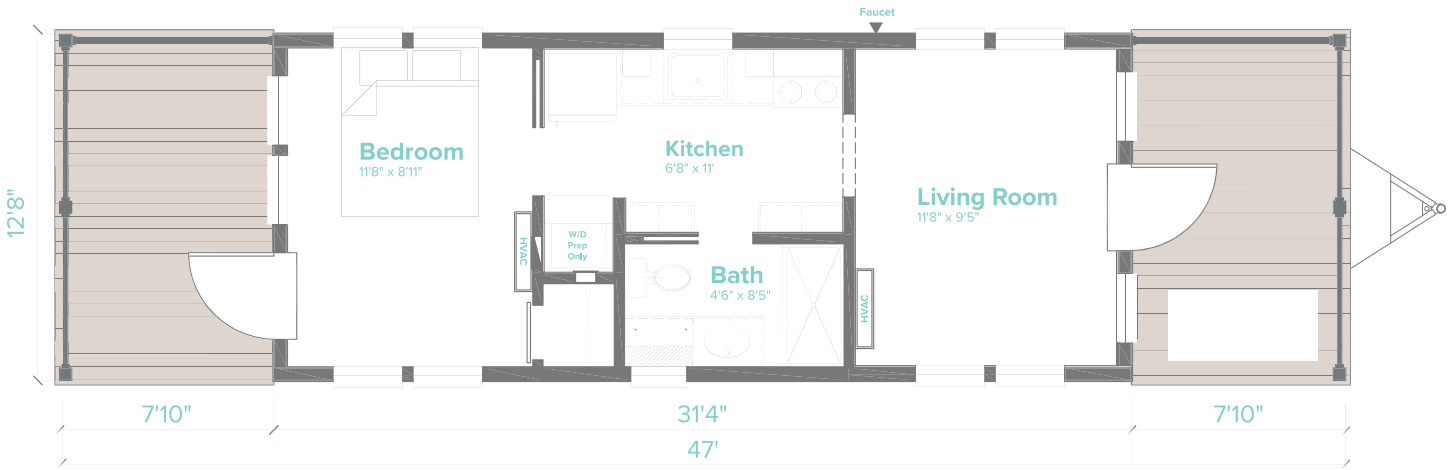 Faucet
Bedroom
11'8" x 8'11"
Kitchen
6'8" x 11'
Living Room
11'8" x 9'5"
12'8"
W/D
Prep
Only
HVAC
Bath
4'6" x 8'5"
HVAC
7'10"
31'4"
7'10"
47'